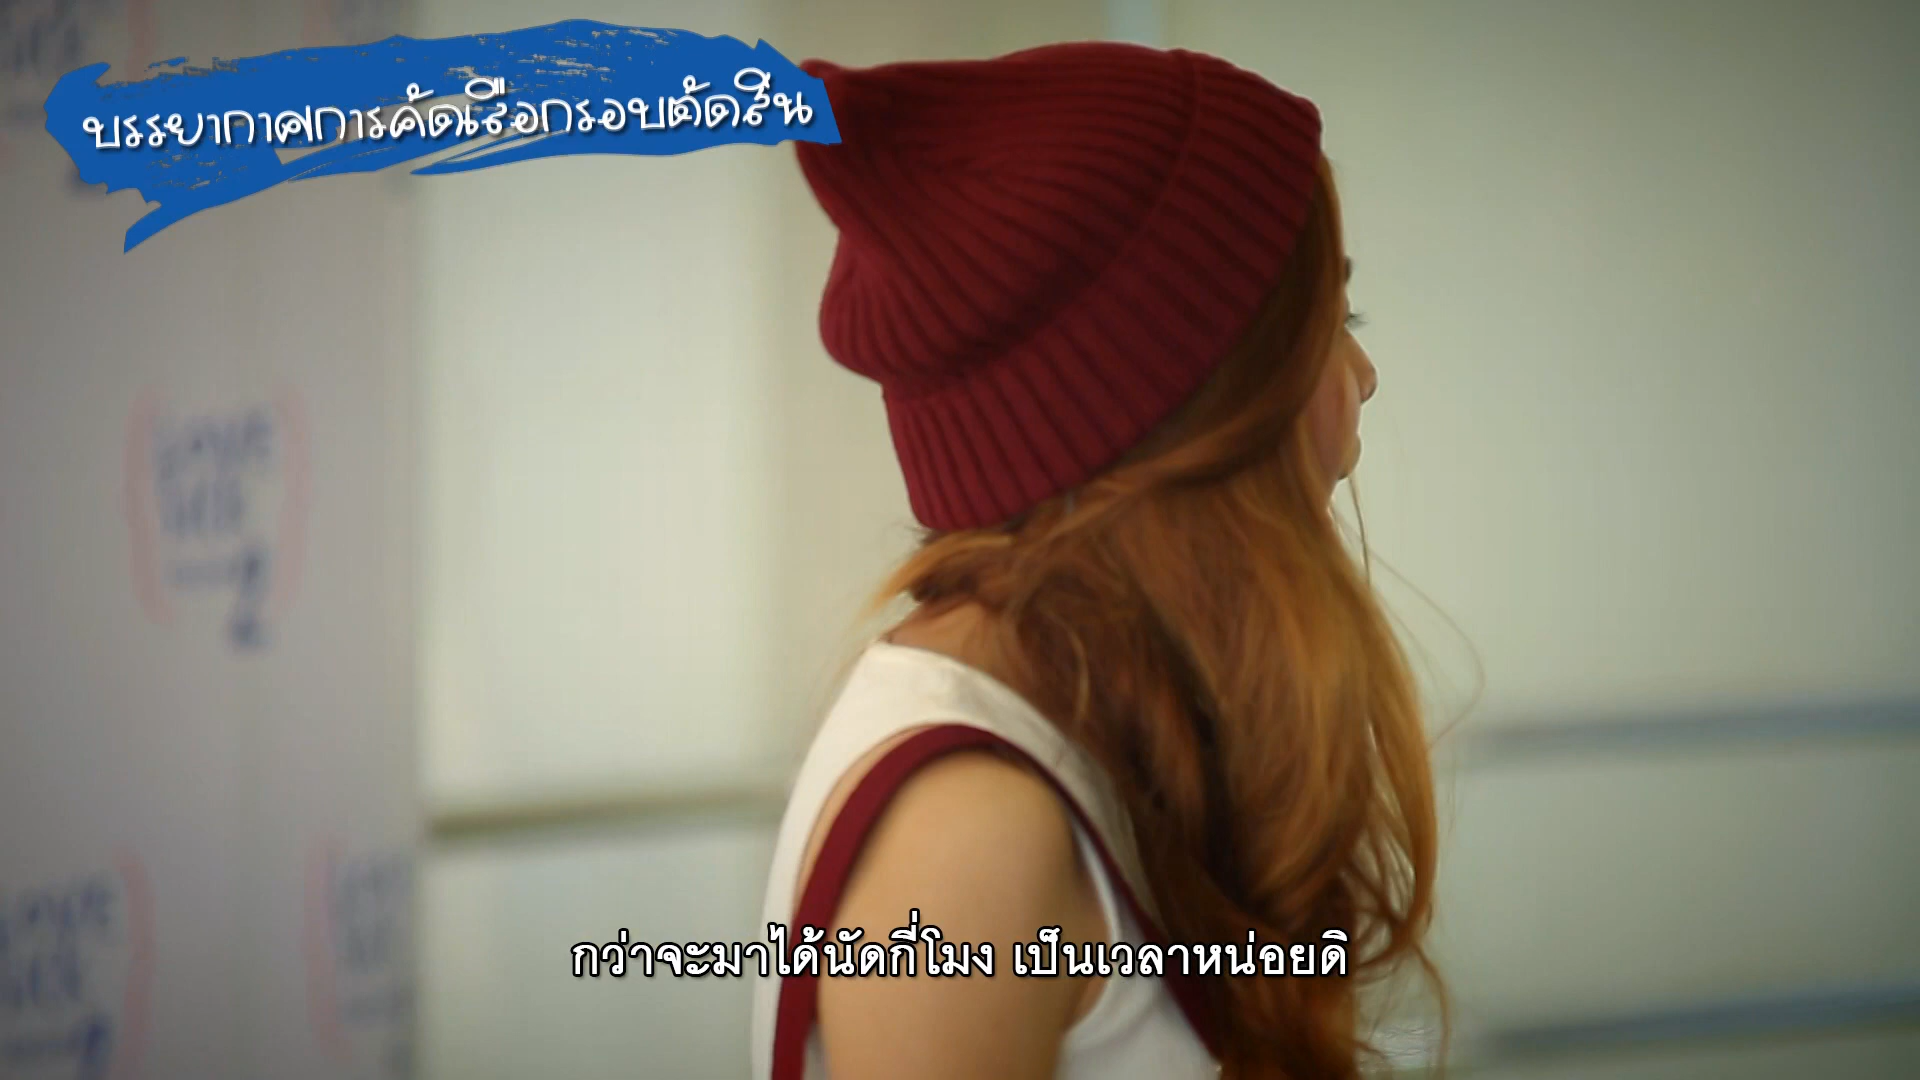 บรรยากาศการคัดเลือกรอบตัดสิน
กว่าจะมาได้นัดกี่โมง เป็นเวลาหน่อยดิ